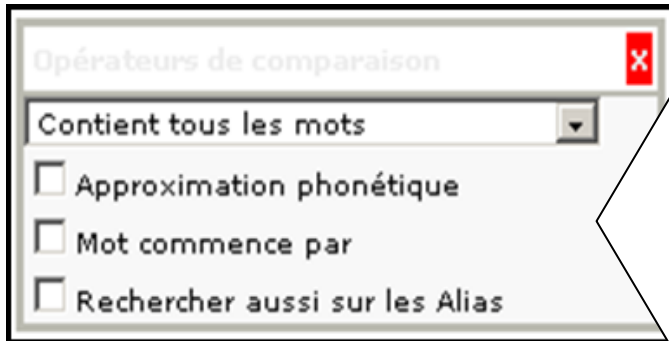 Opérateurs de comparaison X
Contient tous les mots
Approximation phonétique
Mot commence par
Rechercher aussi sur les Alias